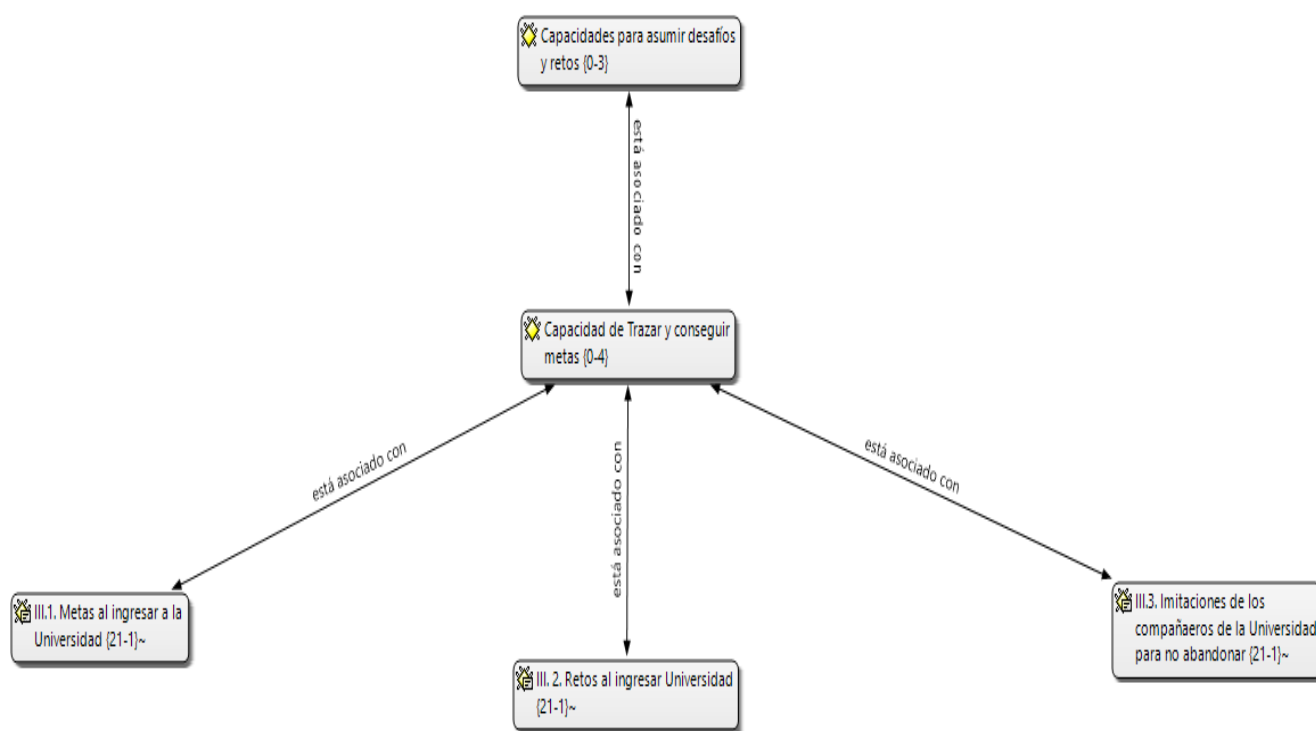 Capacidades para asumir desafíos
y retos {0-3}
está asociado con
Capacidad de Trazar y conseguir
metas {0-4}
está asociado con
está asociado con
está asociado con
III.1. Metas al ingresar a la
Universidad {21-1}~
III. 2. Retos al ingresar Universidad
{21-1}~
III.3. Imitaciones de los
compañaeros de la Universidad
para no abandonar {21-1}~